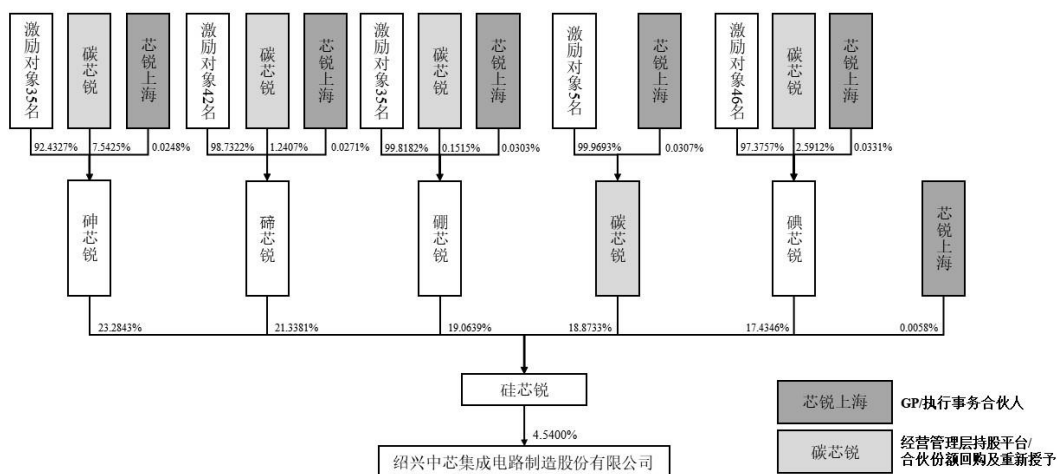 激励对象35名
碳芯锐
芯锐上海
激励对象42名
碳芯锐
芯锐上海
激励对象35名
碳芯锐
芯锐上海
激励对象5名
芯锐上海
激励对象46名
碳芯锐
芯锐上海
92.4327%
7.5425%
0.0248%
98.7322%
1.2407%
0.0271%
99.8182%
0.1515%
0.0303%
99.9693%
0.0307%
97.3757%
2.5912%
0.0331%
砷芯锐
碲芯锐
硼芯锐
碳芯锐
碘芯锐
芯锐上海
23.2843%
21.3381%
19.0639%
18.8733%
17.4346%
0.0058%
硅芯锐
4.5400%
绍兴中芯集成电路制造股份有限公司
芯锐上海
GP/执行事务合伙人
碳芯锐
经营管理层持股平台/
合伙份额回购及重新授予